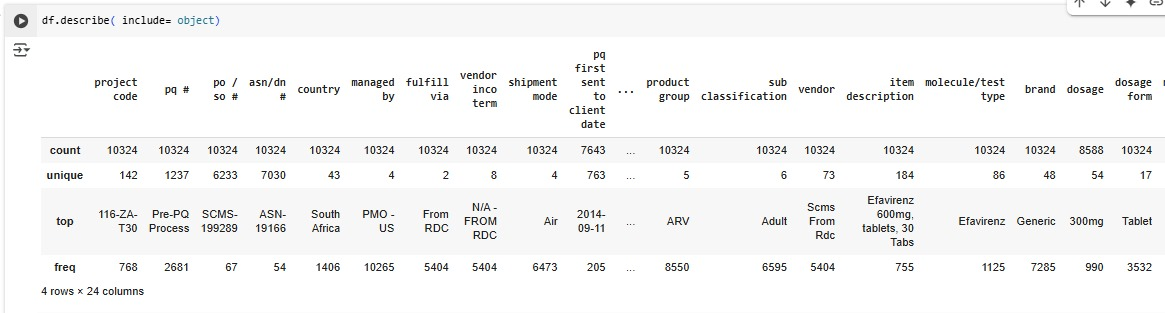 df.describe( include= object)
project code pq # po / so # asn/dn # country managed by fulfill via vendor inco term shipment mode pq first sent to client date ... product group sub classification vendor item description molecule/test type brand dosage dosage form
count 10324 10324 10324 10324 10324 10324 10324 10324 10324 7643 ... 10324 10324 10324 10324 10324 10324 8588 10324
unique 142 1237 6233 7030 43 4 2 8 4 763 ... 5 6 73 184 86 48 54 17
top 116-ZA-T30 Pre-PQ Process SCMS-199289 ASN-19166 South Africa PMO - US From RDC N/A - FROM RDC Air 2014-09-11 ... ARV Adult Scms From Rdc Efavirenz 600mg, tablets, 30 Tabs Efavirenz Generic 300mg Tablet
freq 768 2681 67 54 1406 10265 5404 5404 6473 205 ... 8550 6595 5404 755 1125 7285 990 3532
4 rows × 24 columns